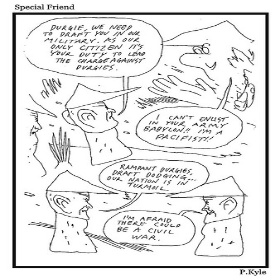 Special Friend
DURGIE, WE NEED
TO DRAFT YOU IN OUR
MILITARY. AS OUR
ONLY CITIZEN IT'S
YOUR DUTY TO LEAD
THE CHARGE AGAINST
DURGIES.
I CAN'T ENLIST
IN YOUR ARMY
BABYLON!! I'M A
PACIFIST!!
RAMPANT DURGIES,
DRAFT DODGING...
OUR NATION IS IN
TURMOIL.
I'M AFRAID
THERE COULD
BE A CIVIL
WAR.
P.Kyle